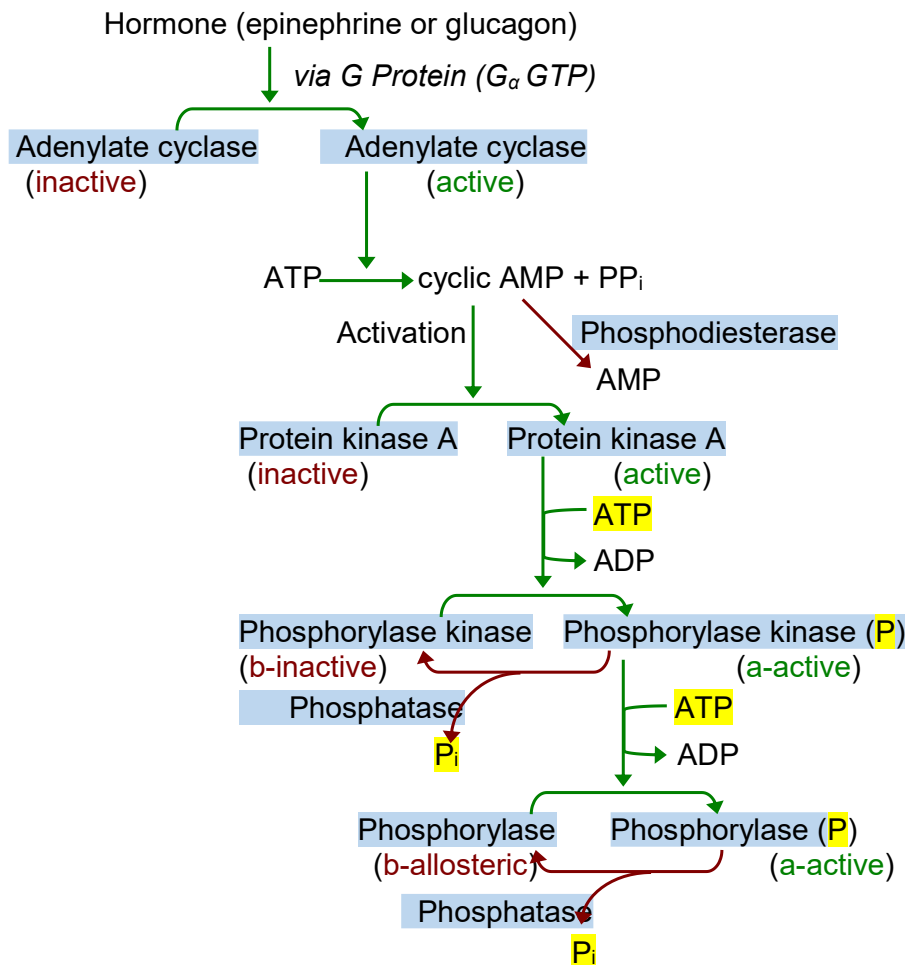 Hormone (epinephrine or glucagon)
via G Protein (Gα GTP)
Adenylate cyclase Adenylate cyclase
(inactive) (active)
ATP cyclic AMP + PPi
Activation Phosphodiesterase
AMP
Protein kinase A Protein kinase A
(inactive) (active)
ATP
ADP
Phosphorylase kinase Phosphorylase kinase (P)
(b-inactive) (a-active)
Phosphatase ATP
Pi ADP
Phosphorylase Phosphorylase (P)
(b-allosteric) (a-active)
Phosphatase
Pi